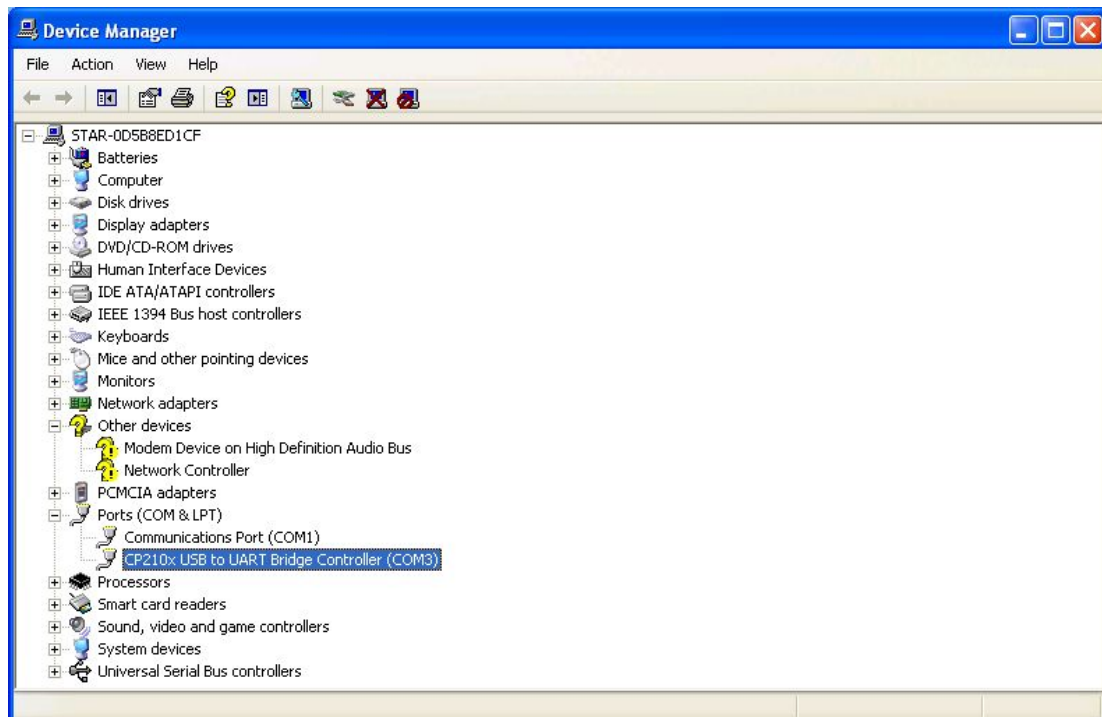 Device Manager
File Action View Help
STAR-0D5B8ED1CF
Batteries
Computer
Disk drives
Display adapters
DVD/CD-ROM drives
Human Interface Devices
IDE ATA/ATAPI controllers
IEEE 1394 Bus host controllers
Keyboards
Mice and other pointing devices
Monitors
Network adapters
Other devices
Modem Device on High Definition Audio Bus
Network Controller
PCMCIA adapters
Ports (COM & LPT)
Communications Port (COM1)
CP210x USB to UART Bridge Controller (COM3)
Processors
Smart card readers
Sound, video and game controllers
System devices
Universal Serial Bus controllers